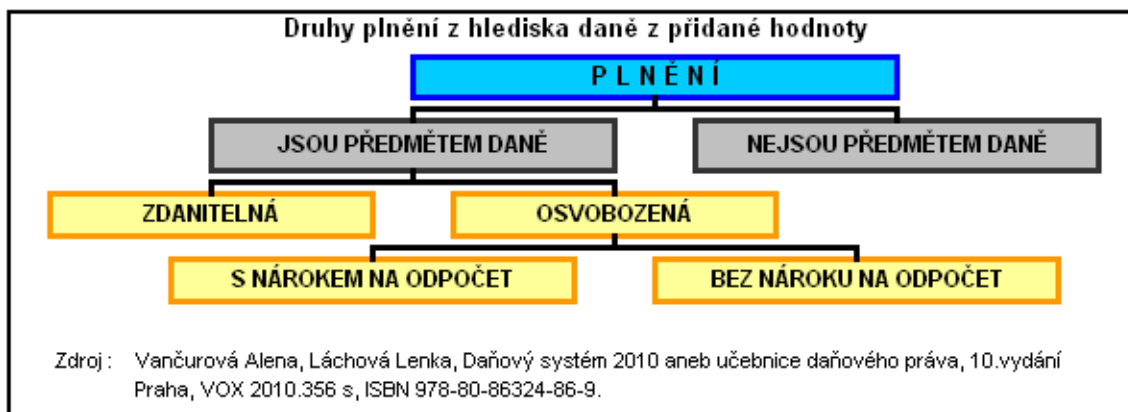 Druhy plnění z hlediska daně z přidané hodnoty
P L N Ě N Í
JSOU PŘEDMĚTEM DANĚ
NEJSOU PŘEDMĚTEM DANĚ
ZDANITELNÁ
OSVOBOZENÁ
S NÁROKEM NA ODPOČET
BEZ NÁROKU NA ODPOČET
Zdroj : Vančurová Alena, Láchová Lenka, Daňový systém 2010 aneb učebnice daňového práva, 10.vydání
Praha, VOX 2010.356 s, ISBN 978-80-86324-86-9.